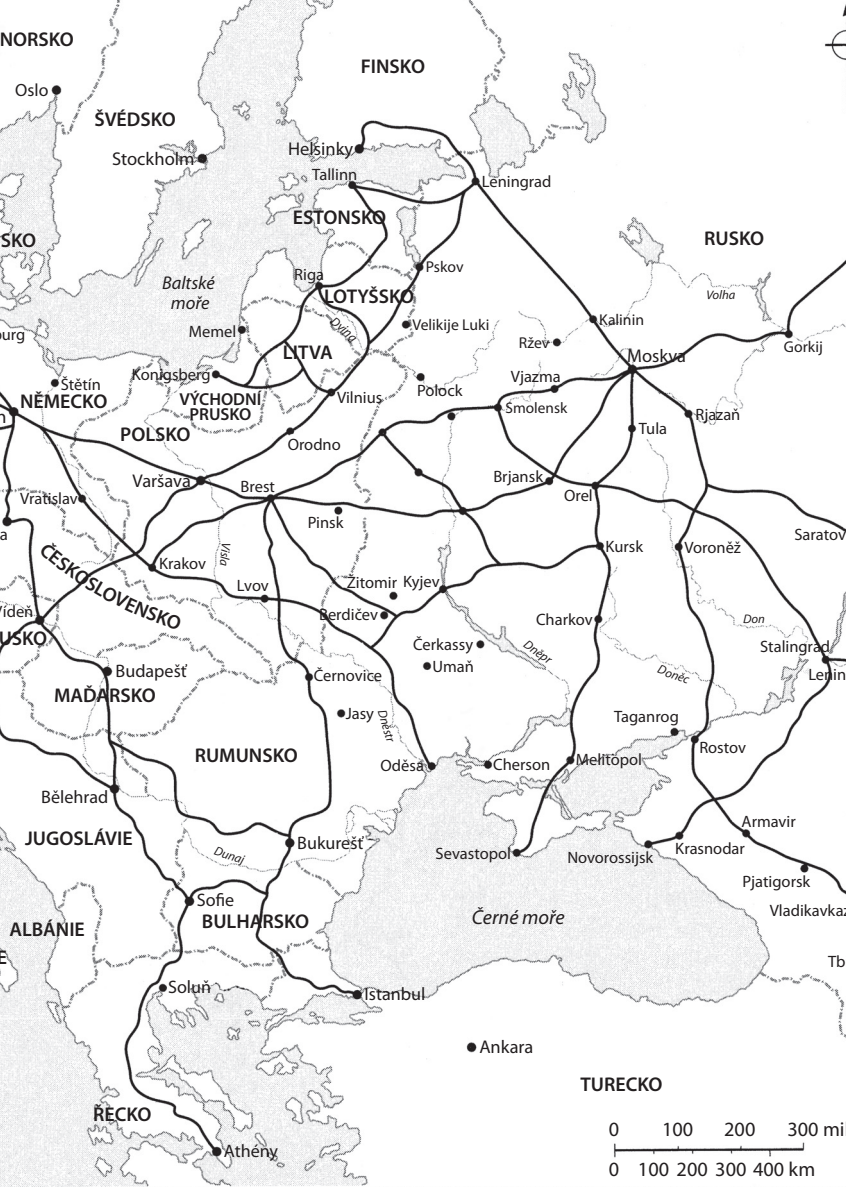 NORSKO
FINSKO
Oslo
ŠVÉDSKO
Stockholm
Helsinky
Tallinn
Leningrad
ESTONSKO
SKO
RUSKO
Baltské
moře
Riga
Pskov
LOTYŠSKO
Volha
Dvina
Memel
Velikije Luki
Kalinin
Ržev
Gorkij
burg
LITVA
Moskva
Konigsberg
Štětín
VÝCHODNÍ
PRUSKO
Polock
Vjazma
NĚMECKO
Vilnius
Smolensk
Rjazaň
POLSKO
Orodno
Tula
Varšava
Brest
Brjansk
Orel
Vratislav
Pinsk
Saratov
a
Visla
Kursk
Voroněž
ČESKOSLOVENSKO
Krakov
Lvov
Žitomir
Kyjev
Vídeň
Berdičev
Charkov
Don
USKO
Čerkassy
Dněpr
Stalingrad
Umaň
Doněc
Lenin
Budapešť
Černovice
MAĎARSKO
Jasy
Dněstr
Taganrog
RUMUNSKO
Rostov
Oděsa
Cherson
Melitopol
Bělehrad
Armavir
JUGOSLÁVIE
Bukurešť
Dunaj
Sevastopol
Novorossijsk
Krasnodar
Pjatigorsk
Sofie
BULHARSKO
Černé moře
Vladikavkaz
ALBÁNIE
E
Tb
Soluň
Istanbul
Ankara
TURECKO
ŘECKO
Athény
0 100 200 300 mil
0 100 200 300 400 km